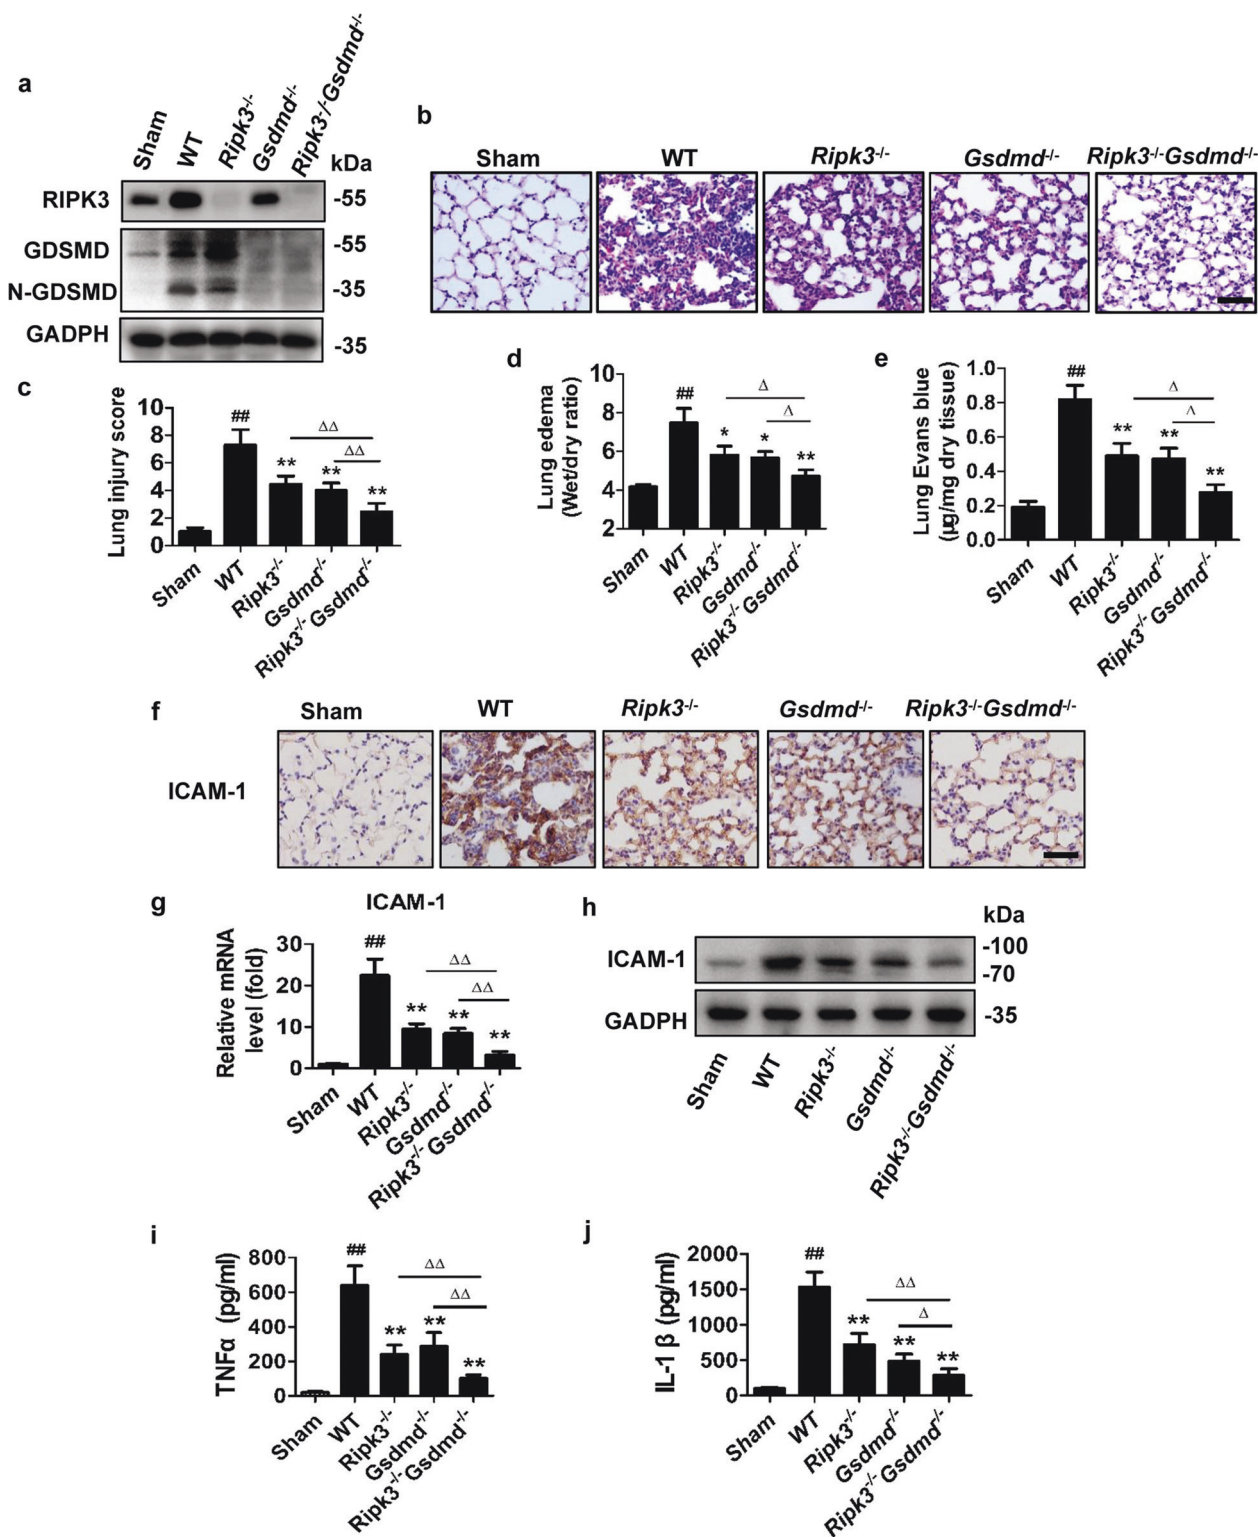 a
Sham
WT
Ripk3-/-
Gsdmd-/-
Ripk3-/-Gsdmd-/-
kDa
RIPK3
-55
GDSMD
-55
N-GDSMD
-35
GADPH
-35
b
Sham
WT
Ripk3-/-
Gsdmd-/-
Ripk3-/-Gsdmd-/-
c
Lung injury score
10
8
6
4
2
0
##
**
**
**
ΔΔ
ΔΔ
Sham
WT
Ripk3-/-
Gsdmd-/-
Ripk3-/- Gsdmd-/-
d
Lung edema
(Wet/dry ratio)
10
8
6
4
2
##
*
*
**
Δ
Δ
Sham
WT
Ripk3-/-
Gsdmd-/-
Ripk3-/- Gsdmd-/-
e
Lung Evans blue
(µg/mg dry tissue)
1.0
0.8
0.6
0.4
0.2
0.0
##
**
**
**
Δ
Δ
Sham
WT
Ripk3-/-
Gsdmd-/-
Ripk3-/- Gsdmd-/-
f
Sham
WT
Ripk3-/-
Gsdmd-/-
Ripk3-/-Gsdmd-/-
ICAM-1
g
ICAM-1
Relative mRNA
level (fold)
30
20
10
0
##
**
**
**
ΔΔ
ΔΔ
Sham
WT
Ripk3-/-
Gsdmd-/-
Ripk3-/- Gsdmd-/-
h
kDa
ICAM-1
-100
-70
GADPH
-35
Sham
WT
Ripk3-/-
Gsdmd-/-
Ripk3-/-Gsdmd-/-
i
TNFα (pg/ml)
800
600
400
200
0
##
**
**
**
ΔΔ
ΔΔ
Sham
WT
Ripk3-/-
Gsdmd-/-
Ripk3-/- Gsdmd-/-
j
IL-1 β (pg/ml)
2000
1500
1000
500
0
##
**
**
**
ΔΔ
Δ
Sham
WT
Ripk3-/-
Gsdmd-/-
Ripk3-/- Gsdmd-/-